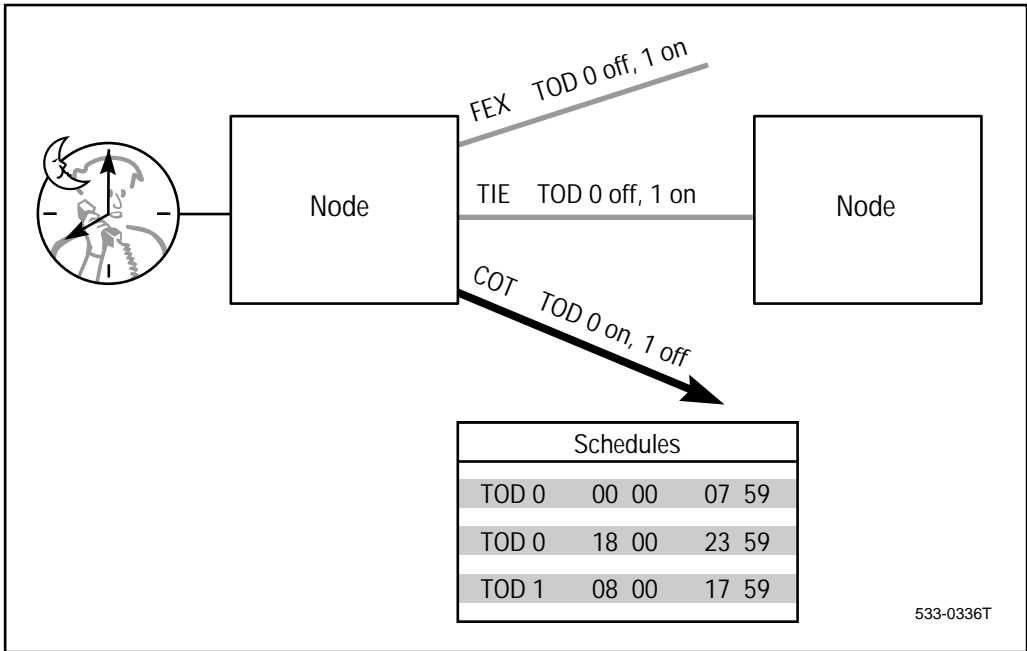 FEX TOD 0 off, 1 on
Node
TIE TOD 0 off, 1 on
Node
COT TOD 0 on, 1 off
Schedules
TOD 0 00 00 07 59
TOD 0 18 00 23 59
TOD 1 08 00 17 59
533-0336T